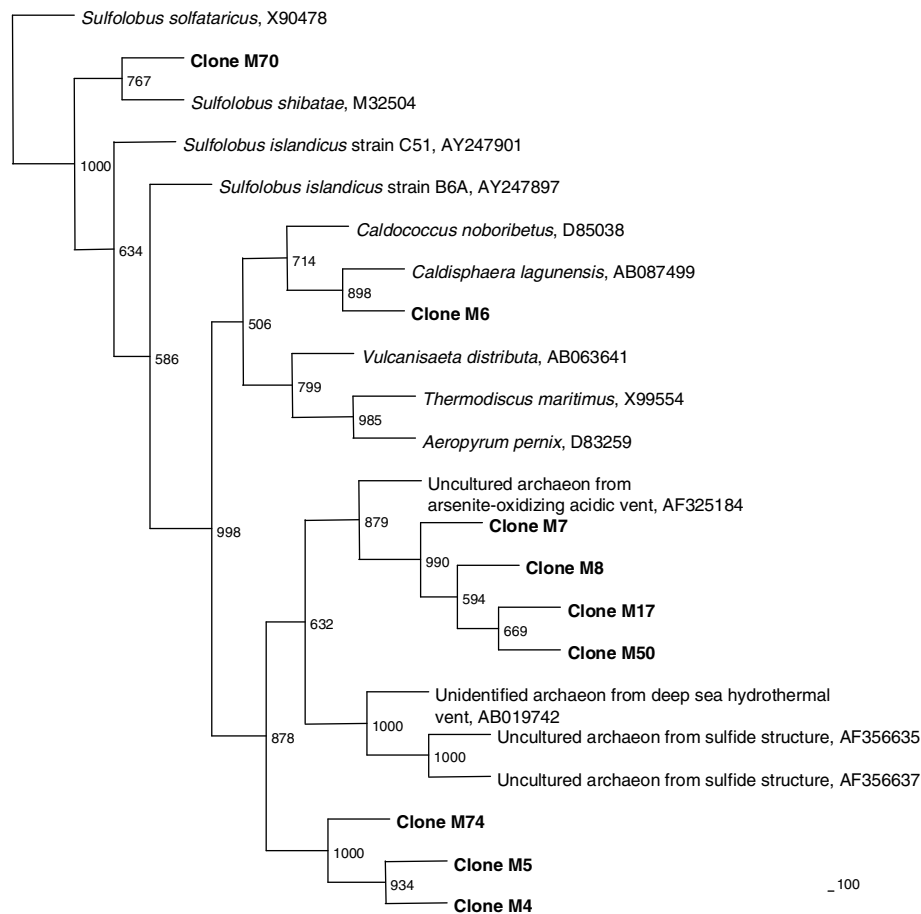 Sulfolobus solfataricus, X90478
Clone M70
767
Sulfolobus shibatae, M32504
Sulfolobus islandicus strain C51, AY247901
1000
Sulfolobus islandicus strain B6A, AY247897
Caldococcus noboribetus, D85038
634
714
Caldisphaera lagunensis, AB087499
898
Clone M6
506
586
Vulcanisaeta distributa, AB063641
799
Thermodiscus maritimus, X99554
985
Aeropyrum pernix, D83259
Uncultured archaeon from
arsenite-oxidizing acidic vent, AF325184
879
Clone M7
998
990
Clone M8
594
Clone M17
632
669
Clone M50
Unidentified archaeon from deep sea hydrothermal
vent, AB019742
1000
878
Uncultured archaeon from sulfide structure, AF356635
1000
Uncultured archaeon from sulfide structure, AF356637
Clone M74
1000
Clone M5
934
Clone M4
100